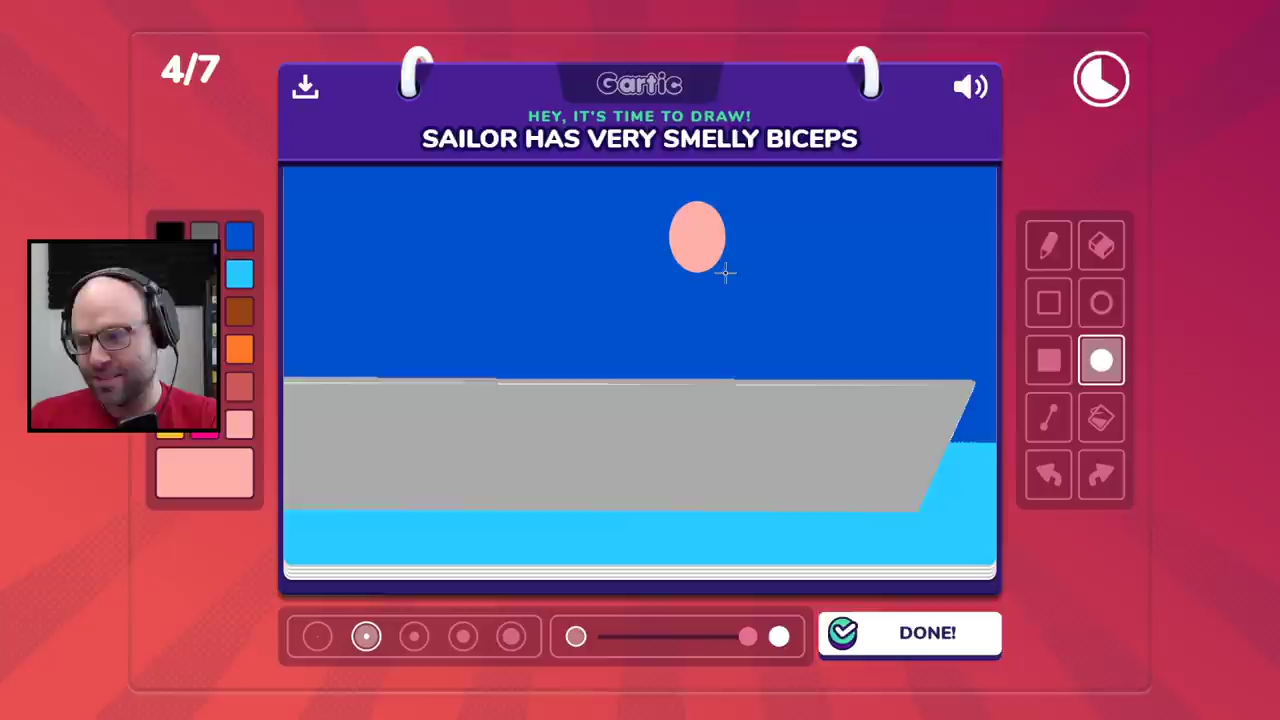 4/7
Gartic
HEY, IT'S TIME TO DRAW!
SAILOR HAS VERY SMELLY BICEPS
DONE!